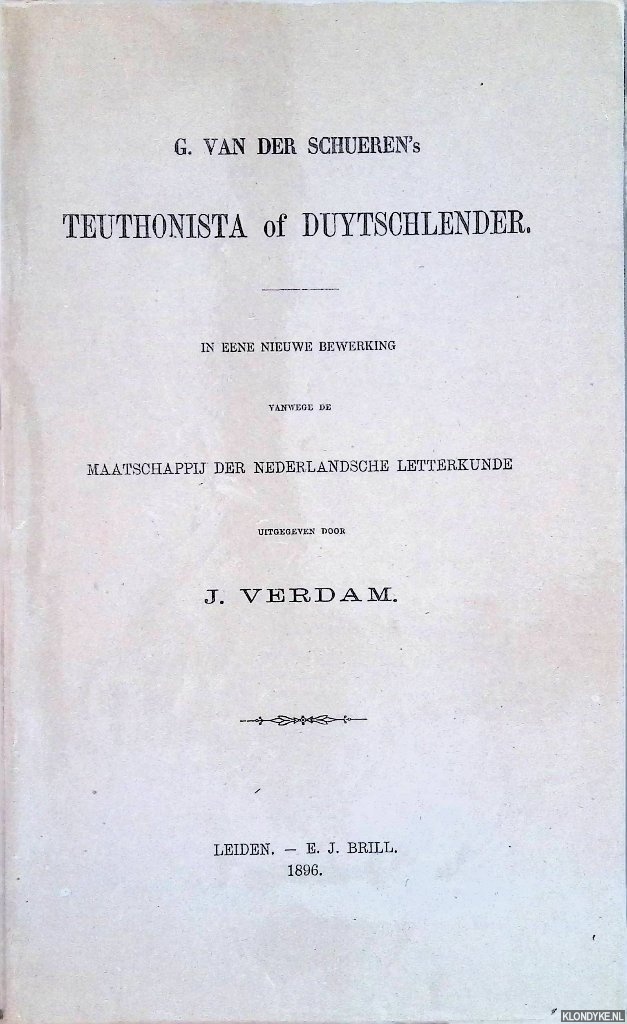 G. VAN DER SCHUEREN's
TEUTHONISTA of DUYTSCHLENDER.
IN EENE NIEUWE BEWERKING
VANWEGE DE
MAATSCHAPPIJ DER NEDERLANDSCHE LETTERKUNDE
UITGEGEVEN DOOR
J. VERDAM.
LEIDEN. — E. J. BRILL.
1896.
KLONDYKE.NL